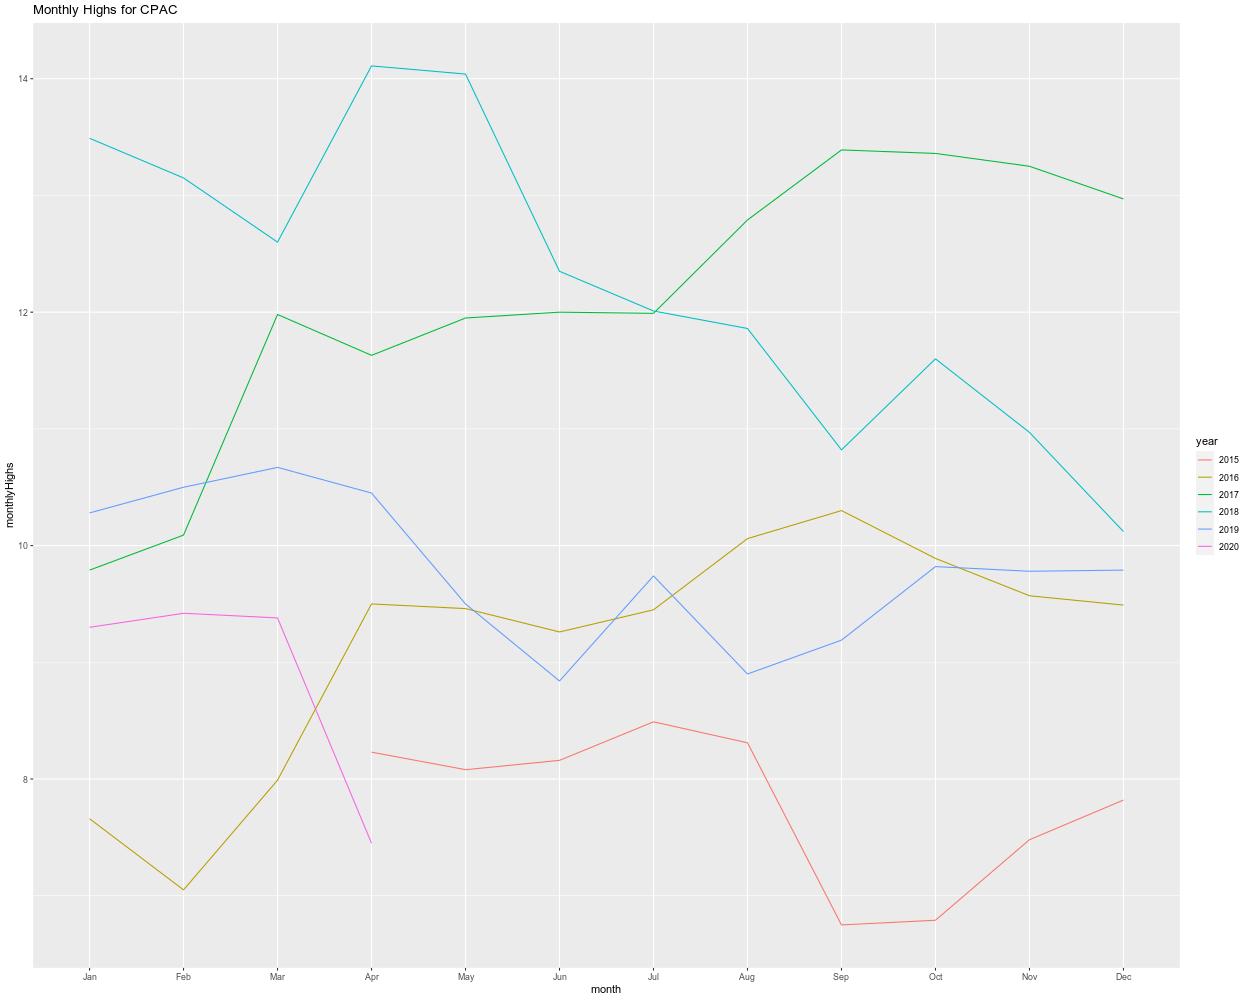 Monthly Highs for CPAC
monthlyHighs
14
12
10
8
Jan Feb Mar Apr May Jun Jul Aug Sep Oct Nov Dec
month
year
2015
2016
2017
2018
2019
2020